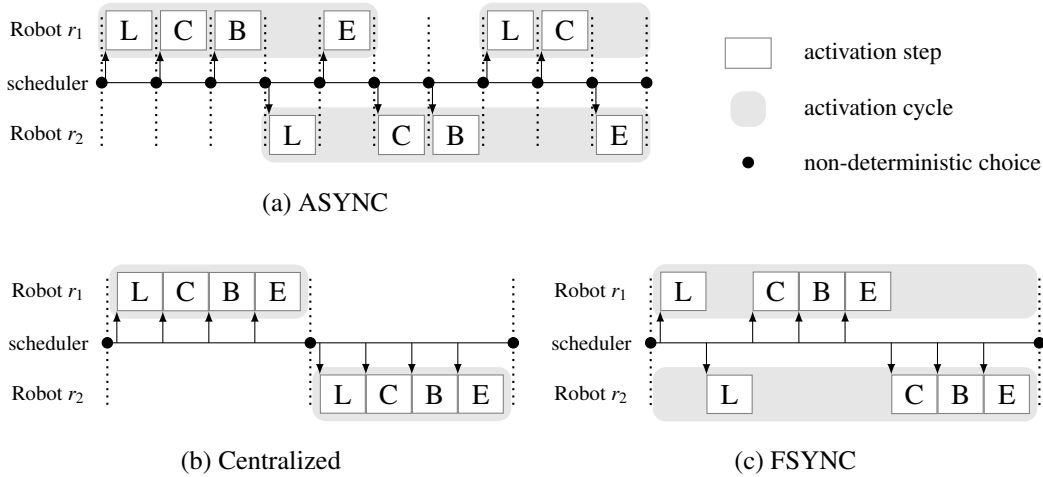 Robot r1 L C B E L C
scheduler
Robot r2 L C B E
(a) ASYNC
activation step
activation cycle
non-deterministic choice
Robot r1 L C B E
scheduler
Robot r2 L C B E
(b) Centralized
Robot r1 L C B E
scheduler
Robot r2 L C B E
(c) FSYNC